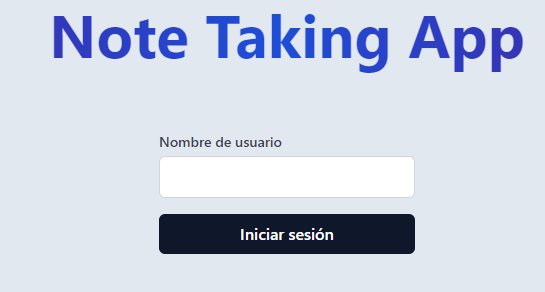 Note Taking App
Nombre de usuario
Iniciar sesión